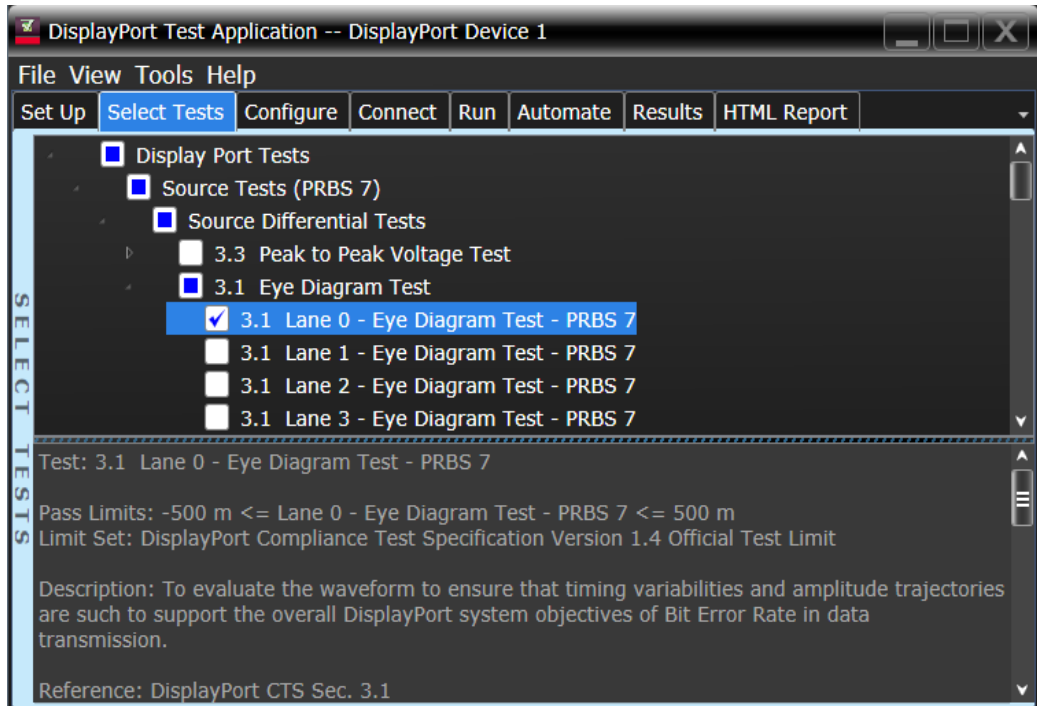 DisplayPort Test Application -- DisplayPort Device 1
File View Tools Help
Set Up Select Tests Configure Connect Run Automate Results HTML Report
Display Port Tests
Source Tests (PRBS 7)
Source Differential Tests
3.3 Peak to Peak Voltage Test
3.1 Eye Diagram Test
3.1 Lane 0 - Eye Diagram Test - PRBS 7
3.1 Lane 1 - Eye Diagram Test - PRBS 7
3.1 Lane 2 - Eye Diagram Test - PRBS 7
3.1 Lane 3 - Eye Diagram Test - PRBS 7
SELECT TESTS
Test: 3.1 Lane 0 - Eye Diagram Test - PRBS 7
Pass Limits: -500 m <= Lane 0 - Eye Diagram Test - PRBS 7 <= 500 m
Limit Set: DisplayPort Compliance Test Specification Version 1.4 Official Test Limit
Description: To evaluate the waveform to ensure that timing variabilities and amplitude trajectories
are such to support the overall DisplayPort system objectives of Bit Error Rate in data
transmission.
Reference: DisplayPort CTS Sec. 3.1